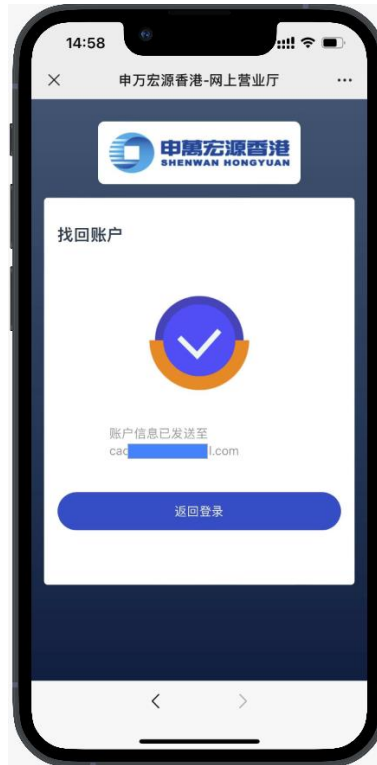 14:58
申万宏源香港-网上营业厅
申萬宏源香港
SHENWAN HONGYUAN
找回账户
账户信息已发送至
cac l.com
返回登录